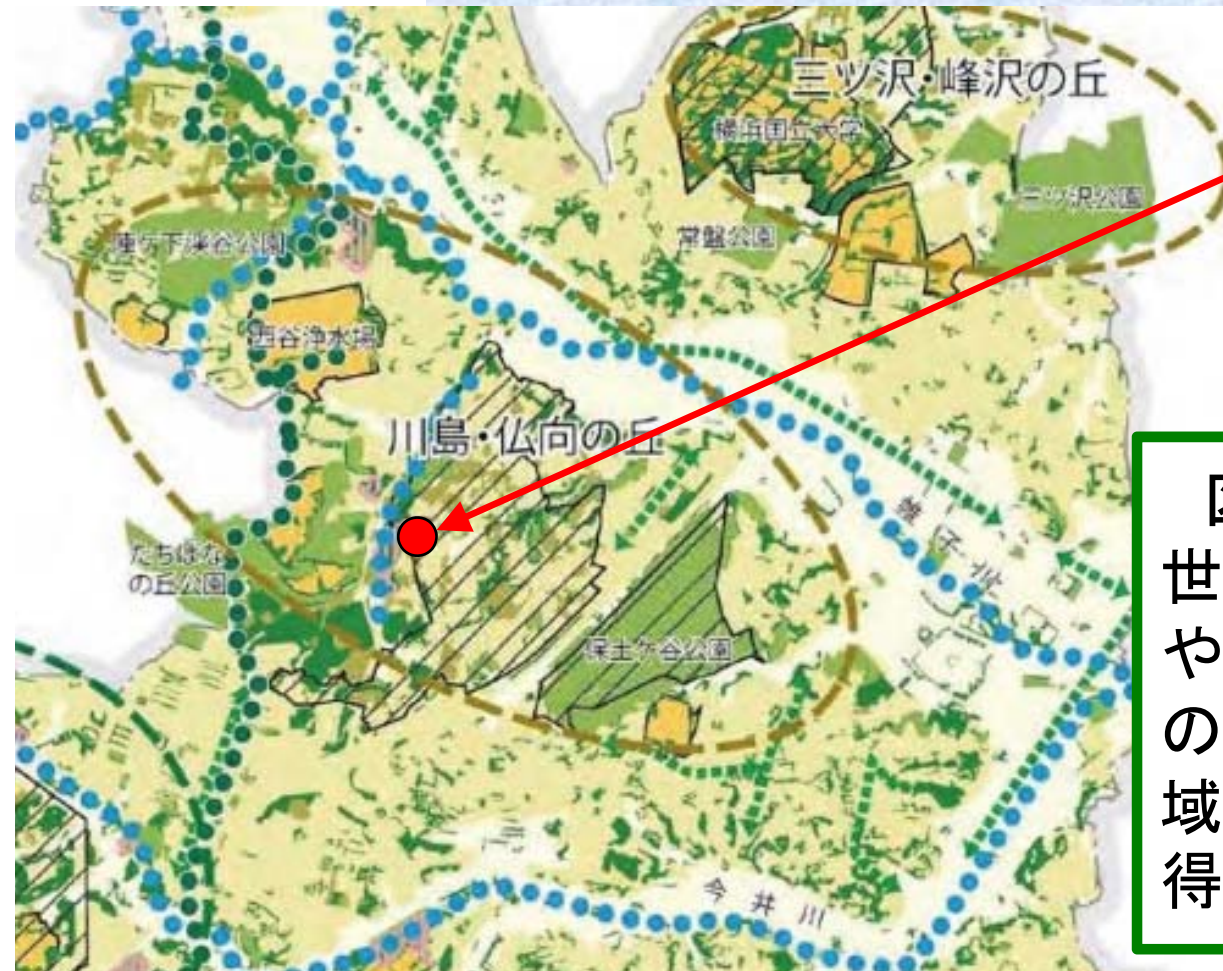 三ツ沢・峰沢の丘
横浜国立大学
三ツ沢公園
常盤公園
陣ケ下渓谷公園
西谷浄水場
川島・仏向の丘
たちばな
の丘公園
帷子川
保土ケ谷公園
今井川
世
や
の
域
得